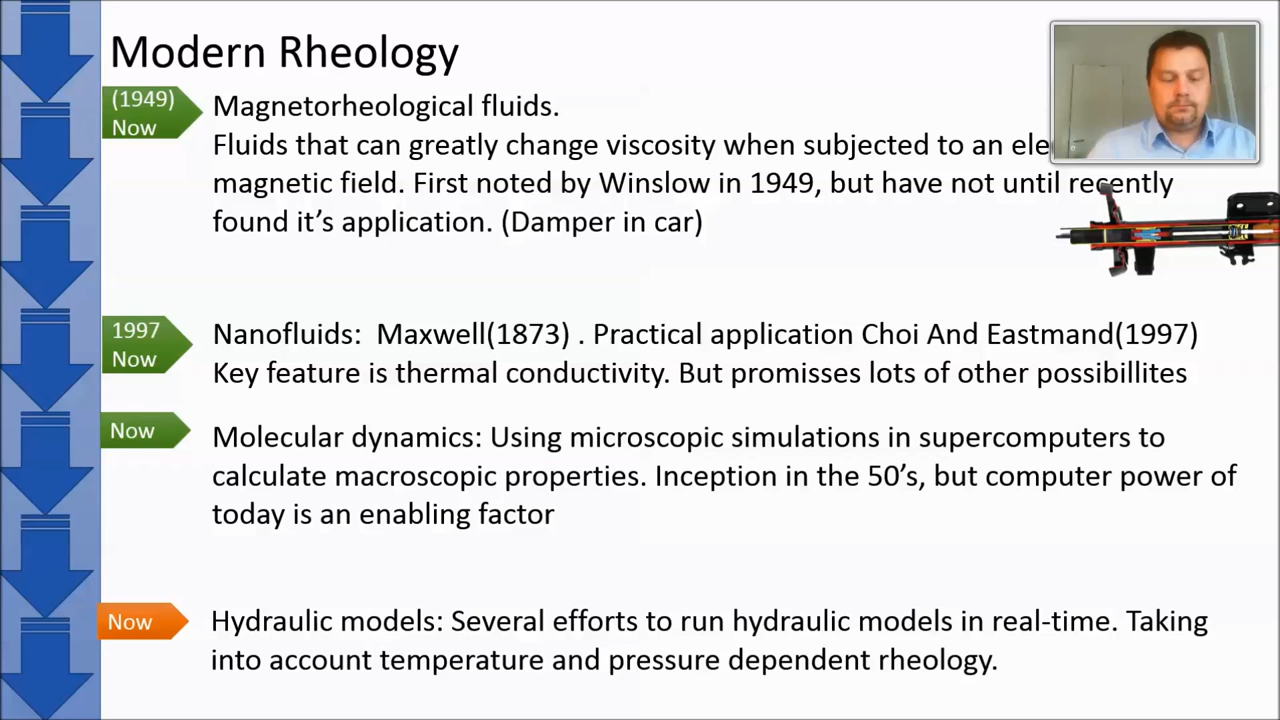 Modern Rheology
(1949)
Now
Magnetorheological fluids.
Fluids that can greatly change viscosity when subjected to an
magnetic field. First noted by Winslow in 1949, but have not until recently
found it’s application. (Damper in car)
1997
Now
Nanofluids: Maxwell(1873) . Practical application Choi And Eastmand(1997)
Key feature is thermal conductivity. But promisses lots of other possibillites
Now
Molecular dynamics: Using microscopic simulations in supercomputers to
calculate macroscopic properties. Inception in the 50’s, but computer power of
today is an enabling factor
Now
Hydraulic models: Several efforts to run hydraulic models in real-time. Taking
into account temperature and pressure dependent rheology.